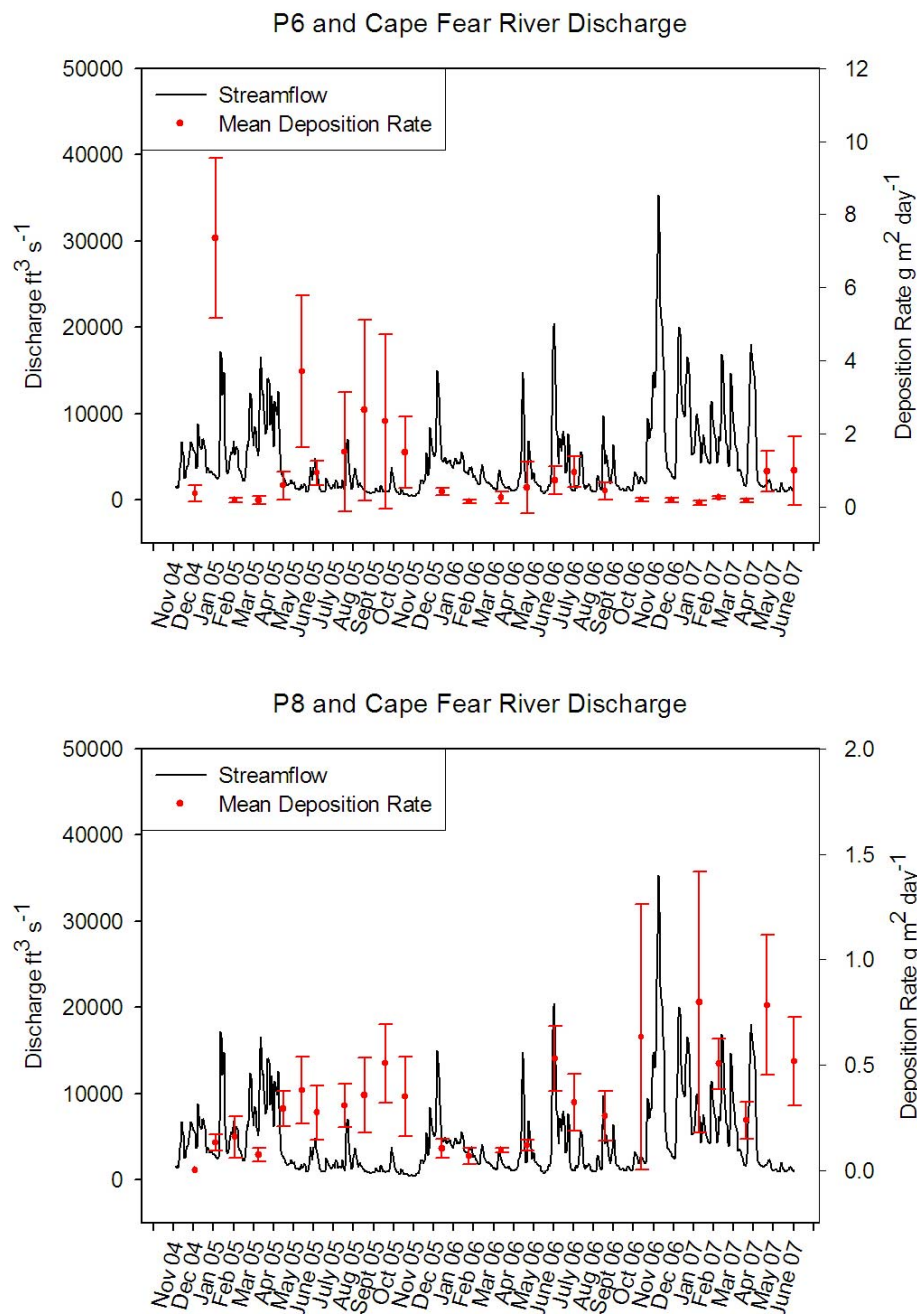 P6 and Cape Fear River Discharge
50000
40000
30000
20000
10000
0
Discharge ft³ s⁻¹
Streamflow
Mean Deposition Rate
12
10
8
6
4
2
0
Deposition Rate g m² day⁻¹
Nov 04
Dec 04
Jan 05
Feb 05
Mar 05
Apr 05
May 05
June 05
July 05
Aug 05
Sept 05
Oct 05
Nov 05
Dec 05
Jan 06
Feb 06
Mar 06
Apr 06
May 06
June 06
July 06
Aug 06
Sept 06
Oct 06
Nov 06
Dec 06
Jan 07
Feb 07
Mar 07
Apr 07
May 07
June 07
P8 and Cape Fear River Discharge
50000
40000
30000
20000
10000
0
Discharge ft³ s⁻¹
Streamflow
Mean Deposition Rate
2.0
1.5
1.0
0.5
0.0
Deposition Rate g m² day⁻¹
Nov 04
Dec 04
Jan 05
Feb 05
Mar 05
Apr 05
May 05
June 05
July 05
Aug 05
Sept 05
Oct 05
Nov 05
Dec 05
Jan 06
Feb 06
Mar 06
Apr 06
May 06
June 06
July 06
Aug 06
Sept 06
Oct 06
Nov 06
Dec 06
Jan 07
Feb 07
Mar 07
Apr 07
May 07
June 07